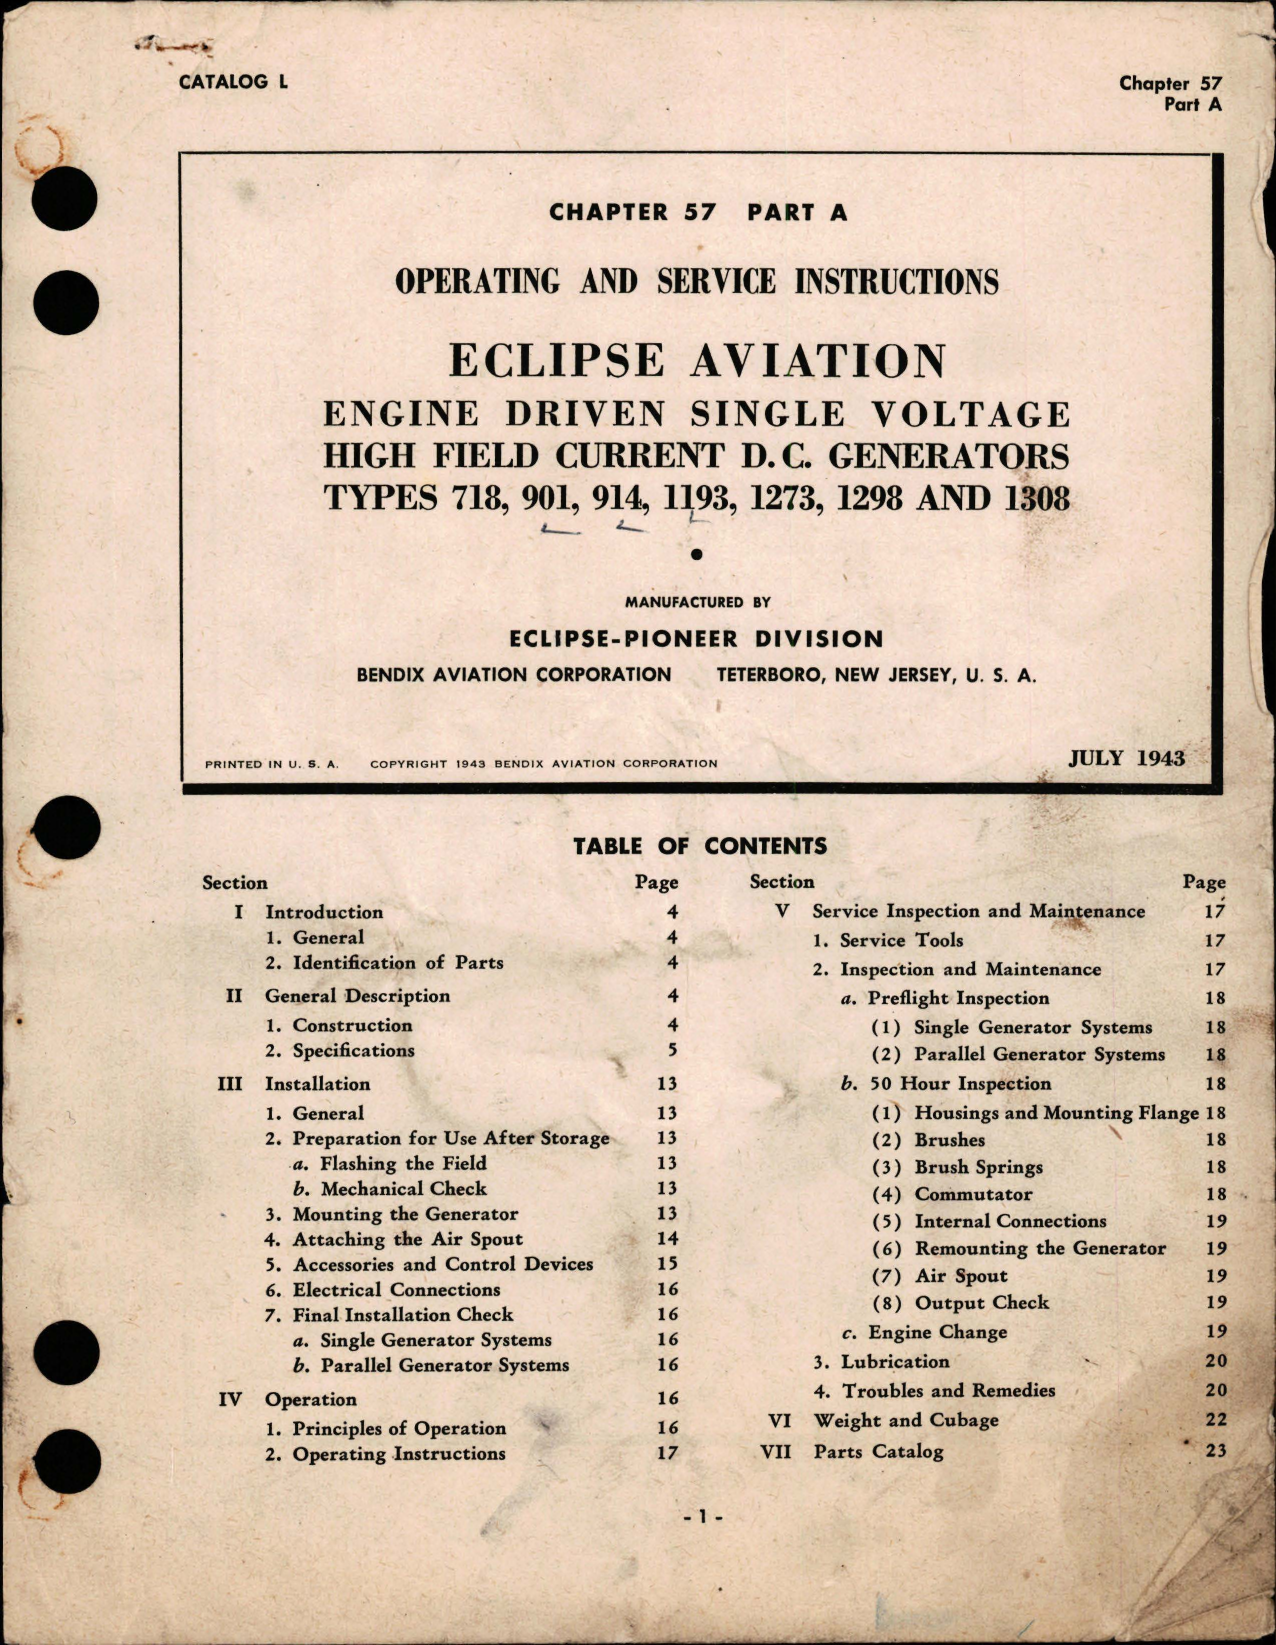 CATALOG L
Chapter 57
Part A
CHAPTER 57 PART A
OPERATING AND SERVICE INSTRUCTIONS
ECLIPSE AVIATION
ENGINE DRIVEN SINGLE VOLTAGE
HIGH FIELD CURRENT D.C. GENERATORS
TYPES 718, 901, 914, 1193, 1273, 1298 AND 1308
•
MANUFACTURED BY
ECLIPSE-PIONEER DIVISION
BENDIX AVIATION CORPORATION TETERBORO, NEW JERSEY, U. S. A.
PRINTED IN U. S. A. COPYRIGHT 1943 BENDIX AVIATION CORPORATION
JULY 1943
TABLE OF CONTENTS
Section Page
I Introduction 4
1. General 4
2. Identification of Parts 4
II General Description 4
1. Construction 4
2. Specifications 5
III Installation 13
1. General 13
2. Preparation for Use After Storage 13
a. Flashing the Field 13
b. Mechanical Check 13
3. Mounting the Generator 13
4. Attaching the Air Spout 14
5. Accessories and Control Devices 15
6. Electrical Connections 16
7. Final Installation Check 16
a. Single Generator Systems 16
b. Parallel Generator Systems 16
IV Operation 16
1. Principles of Operation 16
2. Operating Instructions 17
Section Page
V Service Inspection and Maintenance 17
1. Service Tools 17
2. Inspection and Maintenance 17
a. Preflight Inspection 18
(1) Single Generator Systems 18
(2) Parallel Generator Systems 18
b. 50 Hour Inspection 18
(1) Housings and Mounting Flange 18
(2) Brushes 18
(3) Brush Springs 18
(4) Commutator 18
(5) Internal Connections 19
(6) Remounting the Generator 19
(7) Air Spout 19
(8) Output Check 19
c. Engine Change 19
3. Lubrication 20
4. Troubles and Remedies 20
VI Weight and Cubage 22
VII Parts Catalog 23
- 1 -